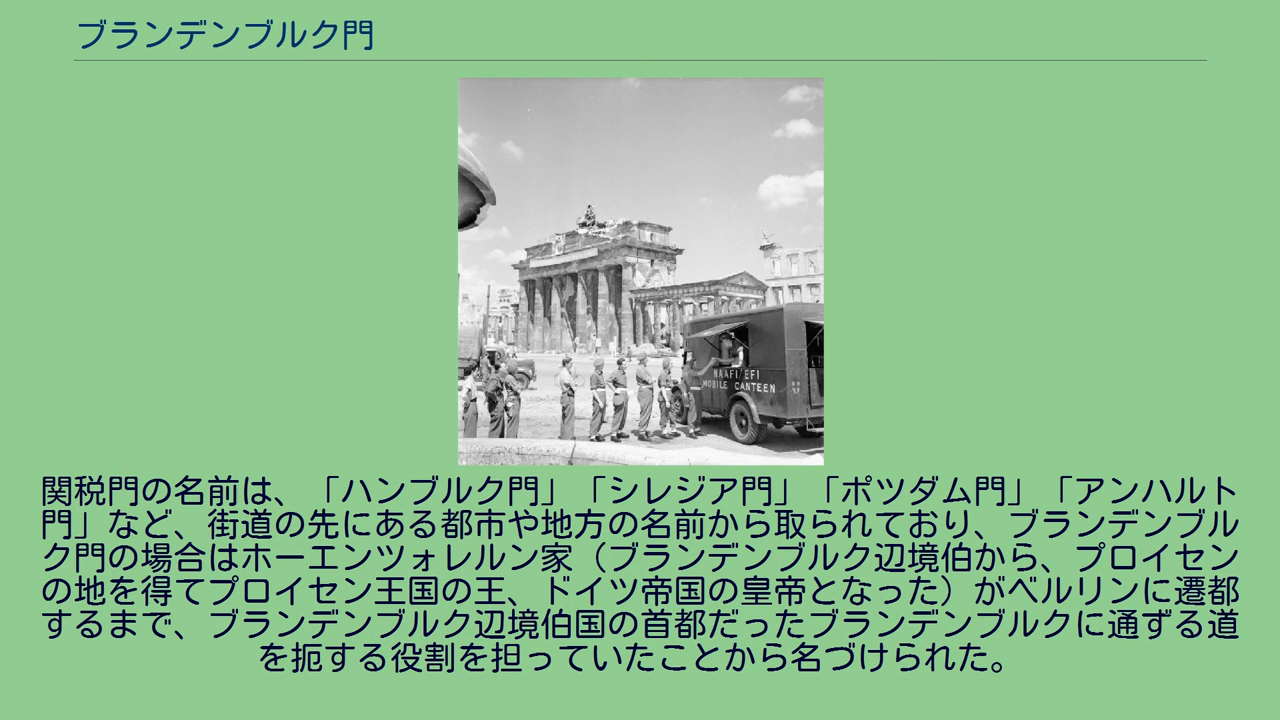 ブランデンブルク門
NAAFI/EFI
MOBILE CANTEEN
関税門の名前は、「ハンブルク門」「シレジア門」「ポツダム門」「アンハルト
門」など、街道の先にある都市や地方の名前から取られており、ブランデンブル
ク門の場合はホーエンツォレルン家（ブランデンブルク辺境伯から、プロイセン
の地を得てプロイセン王国の王、ドイツ帝国の皇帝となった）がベルリンに遷都
するまで、ブランデンブルク辺境伯国の首都だったブランデンブルクに通ずる道
を扼する役割を担っていたことから名づけられた。